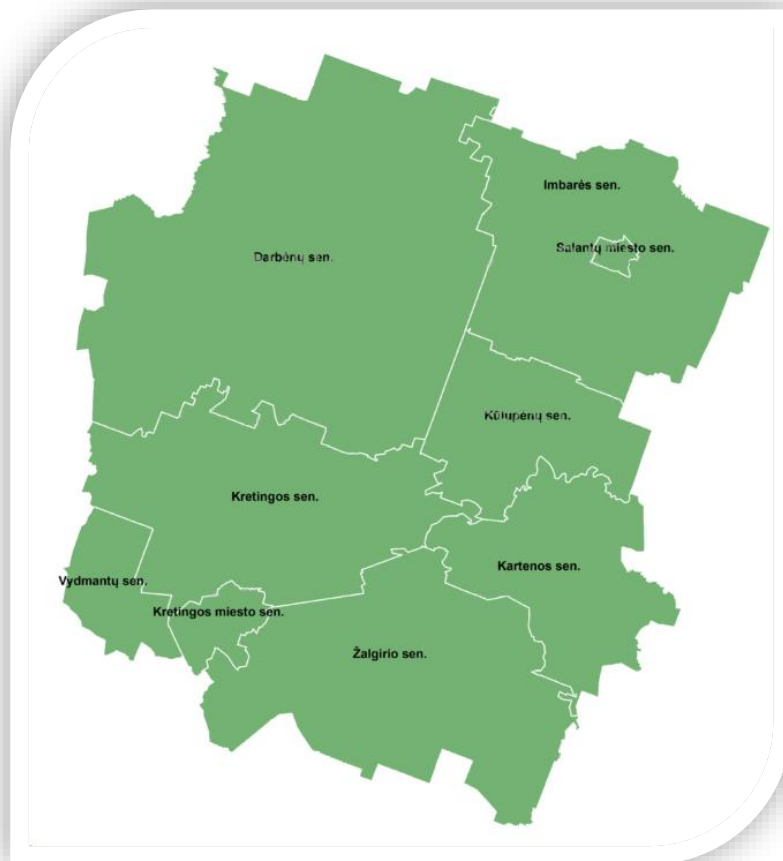 Imbarės sen.
Salantų miesto sen.
Darbėnų sen.
Kūlupėnų sen.
Kretingos sen.
Kartenos sen.
Vydmantų sen.
Kretingos miesto sen.
Žalgirio sen.